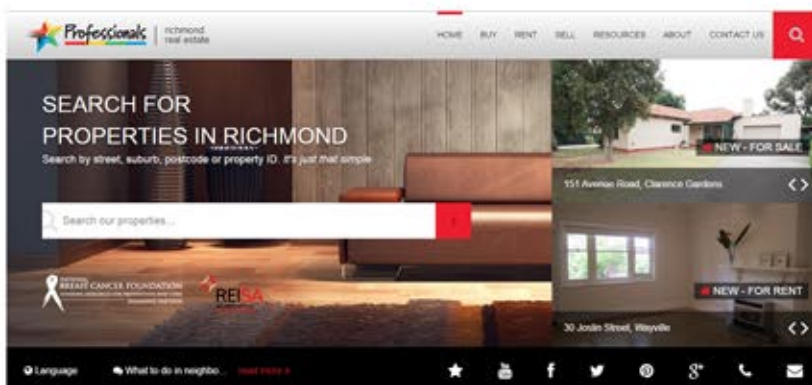 Professionals
richmond
real estate
HOME BUY RENT SELL RESOURCES ABOUT CONTACT US
SEARCH FOR
PROPERTIES IN RICHMOND
Search by street, suburb, postcode or property ID. It's just that simple
Search our properties...
BREAST CANCER FOUNDATION
REISA
NEW - FOR SALE
151 Avenue Road, Clarence Gardens
NEW - FOR RENT
30 Joslin Street, Wayville
Language What to do in neighbo... read more